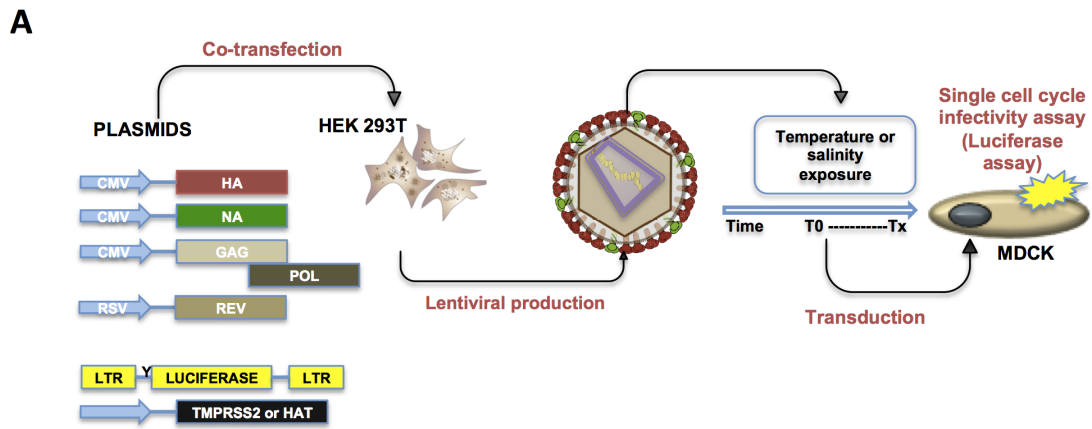 A
Co-transfection
PLASMIDS
HEK 293T
CMV
HA
CMV
NA
CMV
GAG
POL
RSV
REV
LTR
Y
LUCIFERASE
LTR
TMPRSS2 or HAT
Lentiviral production
Temperature or
salinity
exposure
Time
T0 -----------Tx
Transduction
Single cell cycle
infectivity assay
(Luciferase
assay)
MDCK